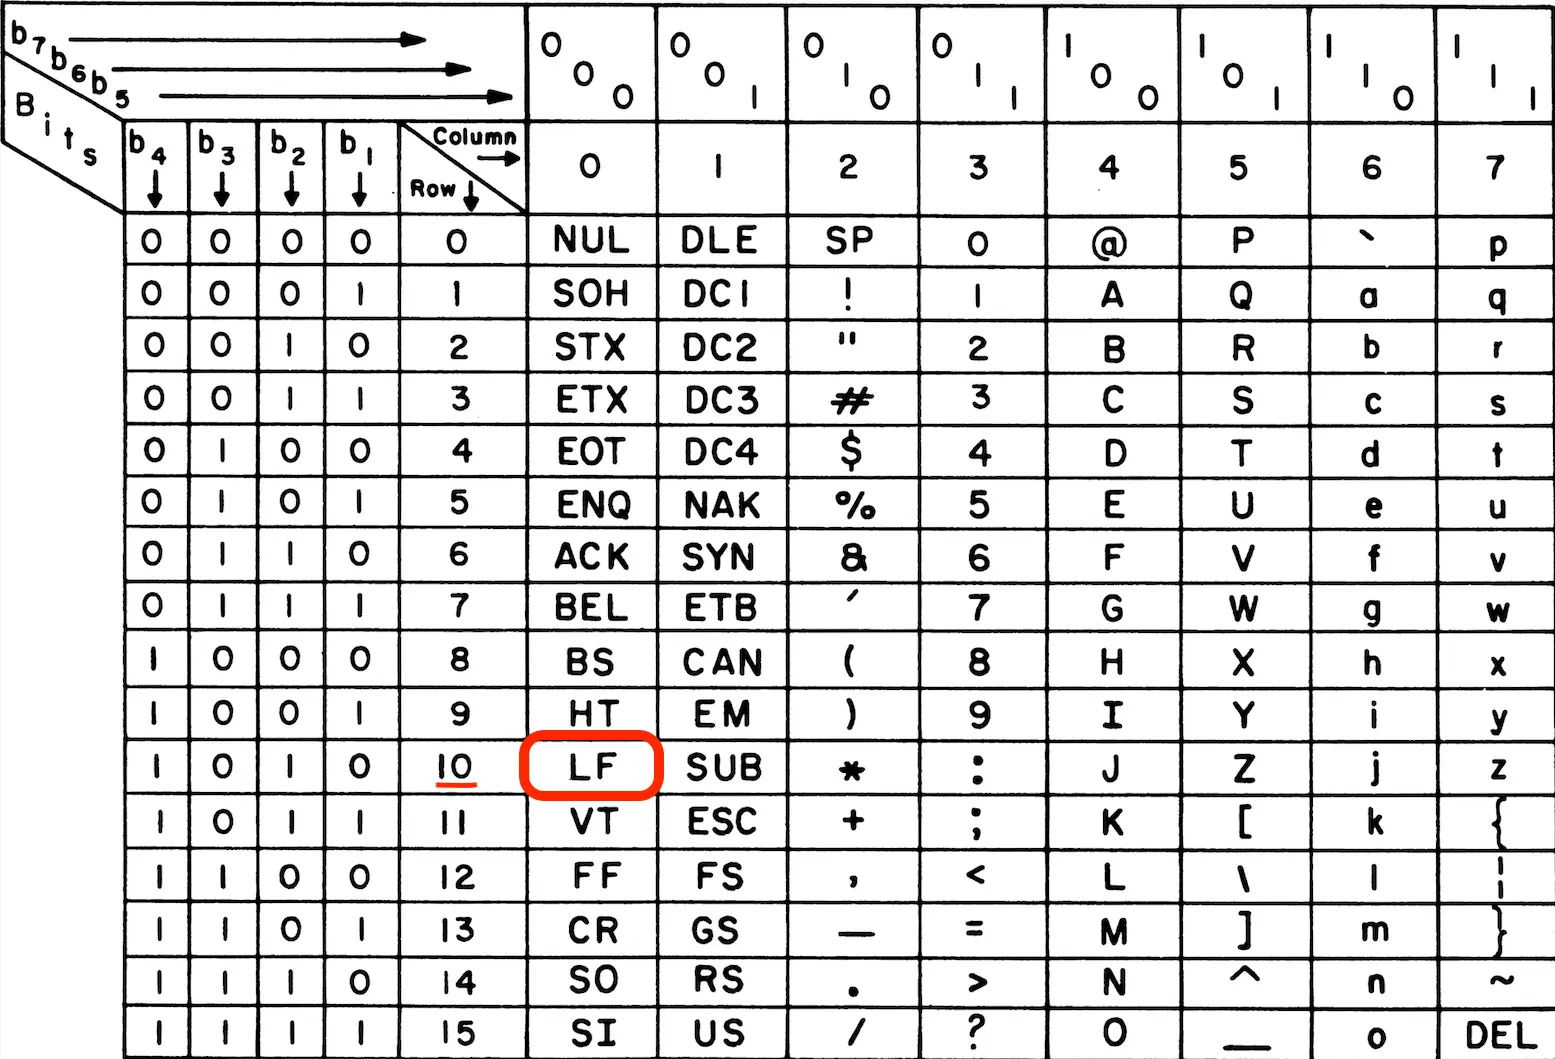 b7 b6 b5 0 0 0 0 0 1 0 1 0 0 1 1 1 0 0 1 0 1 1 1 0 1 1 1
Bits b4 b3 b2 b1 Column Row 0 1 2 3 4 5 6 7
0 0 0 0 0 NUL DLE SP 0 @ P ` p
0 0 0 1 1 SOH DC1 ! 1 A Q a q
0 0 1 0 2 STX DC2 " 2 B R b r
0 0 1 1 3 ETX DC3 # 3 C S c s
0 1 0 0 4 EOT DC4 $ 4 D T d t
0 1 0 1 5 ENQ NAK % 5 E U e u
0 1 1 0 6 ACK SYN & 6 F V f v
0 1 1 1 7 BEL ETB ′ 7 G W g w
1 0 0 0 8 BS CAN ( 8 H X h x
1 0 0 1 9 HT EM ) 9 I Y i y
1 0 1 0 10 LF SUB * : J Z j z
1 0 1 1 11 VT ESC + ; K [ k {
1 1 0 0 12 FF FS , < L \ l ¦
1 1 0 1 13 CR GS — = M ] m }
1 1 1 0 14 SO RS . > N ^ n ~
1 1 1 1 15 SI US / ? O _ o DEL